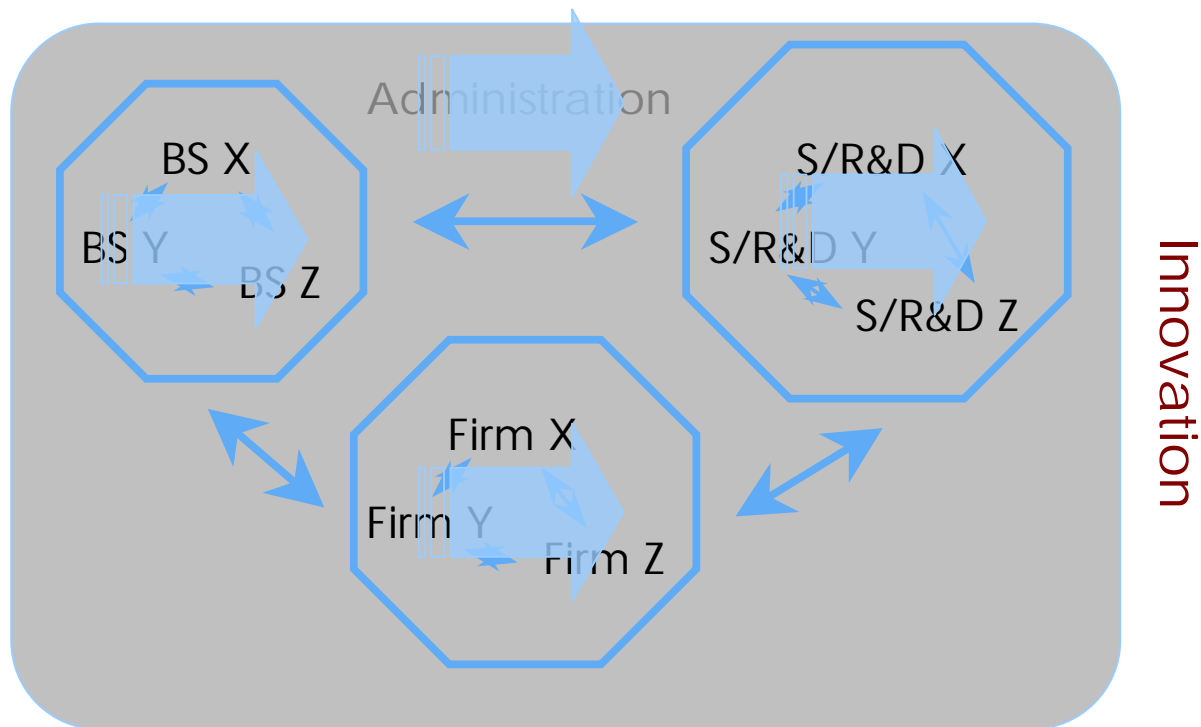 Administration
BS X
BS Y
BS Z
S/R&D X
S/R&D Y
S/R&D Z
Firm X
Firm Y
Firm Z
Innovation